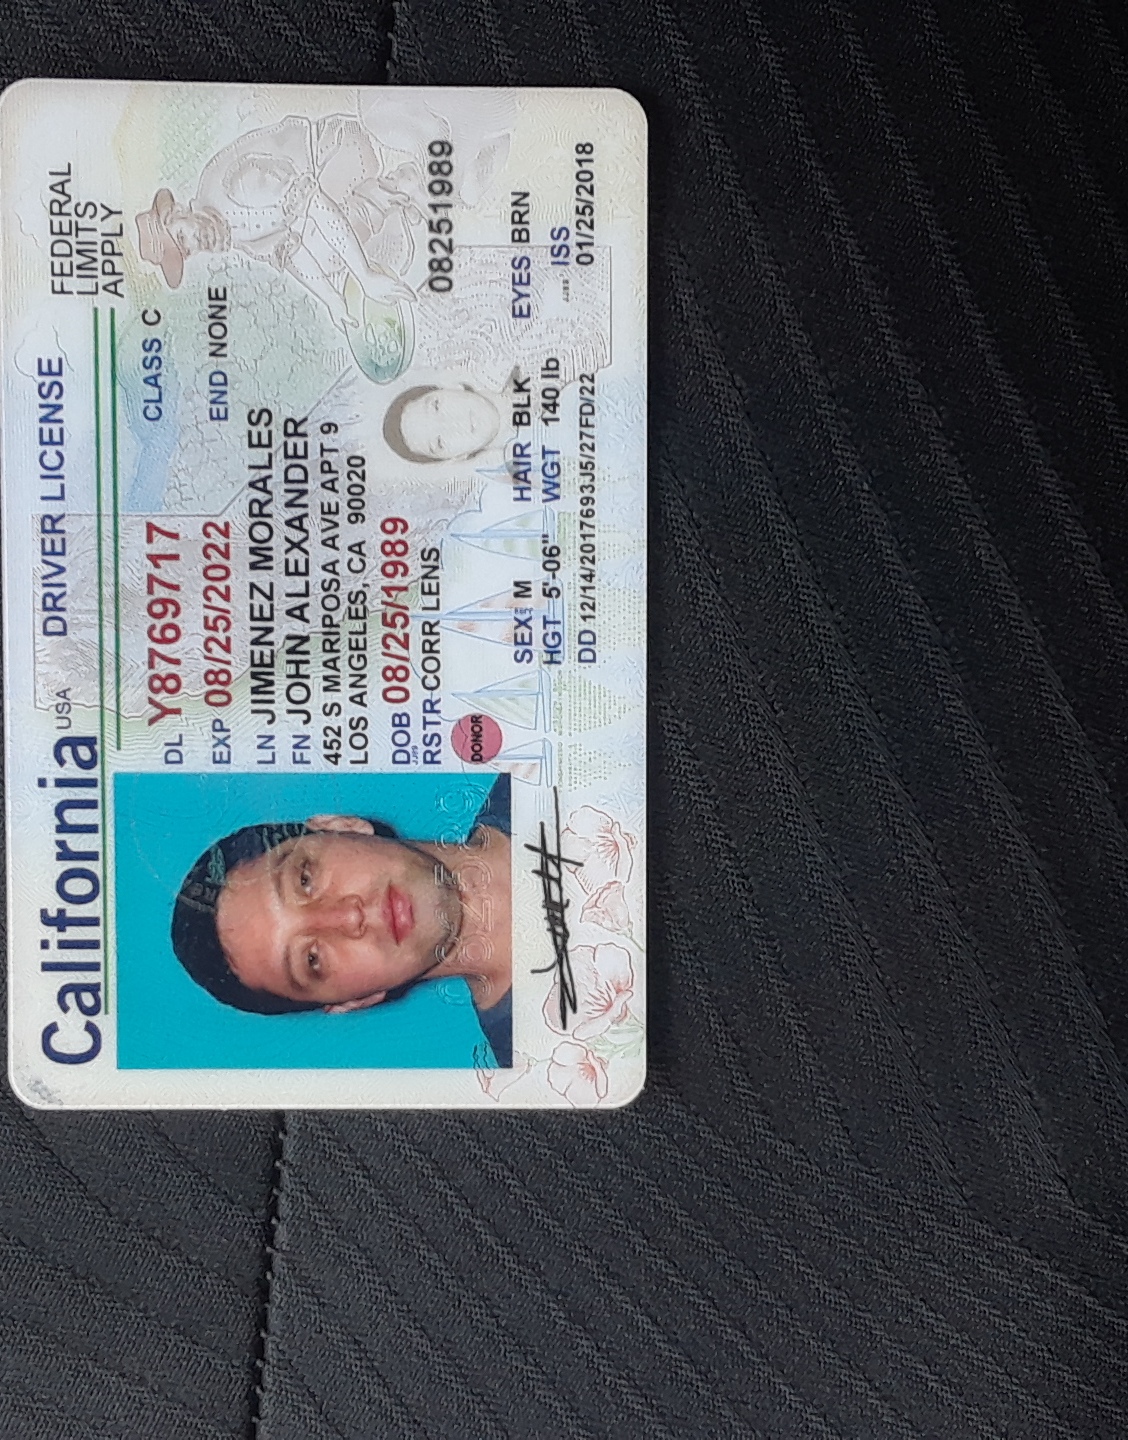 California USA DRIVER LICENSE
FEDERAL
LIMITS
APPLY
DL Y8769717
CLASS C
EXP 08/25/2022
END NONE
LN JIMENEZ MORALES
FN JOHN ALEXANDER
452 S MARIPOSA AVE APT 9
LOS ANGELES, CA 90020
DOB 08/25/1989
RSTR CORR LENS
08251989
082589
DONOR
SEX M
HAIR BLK
EYES BRN
HGT 5'-06"
WGT 140 lb
ISS
DD 12/14/2017693J5/27FD/22
01/25/2018